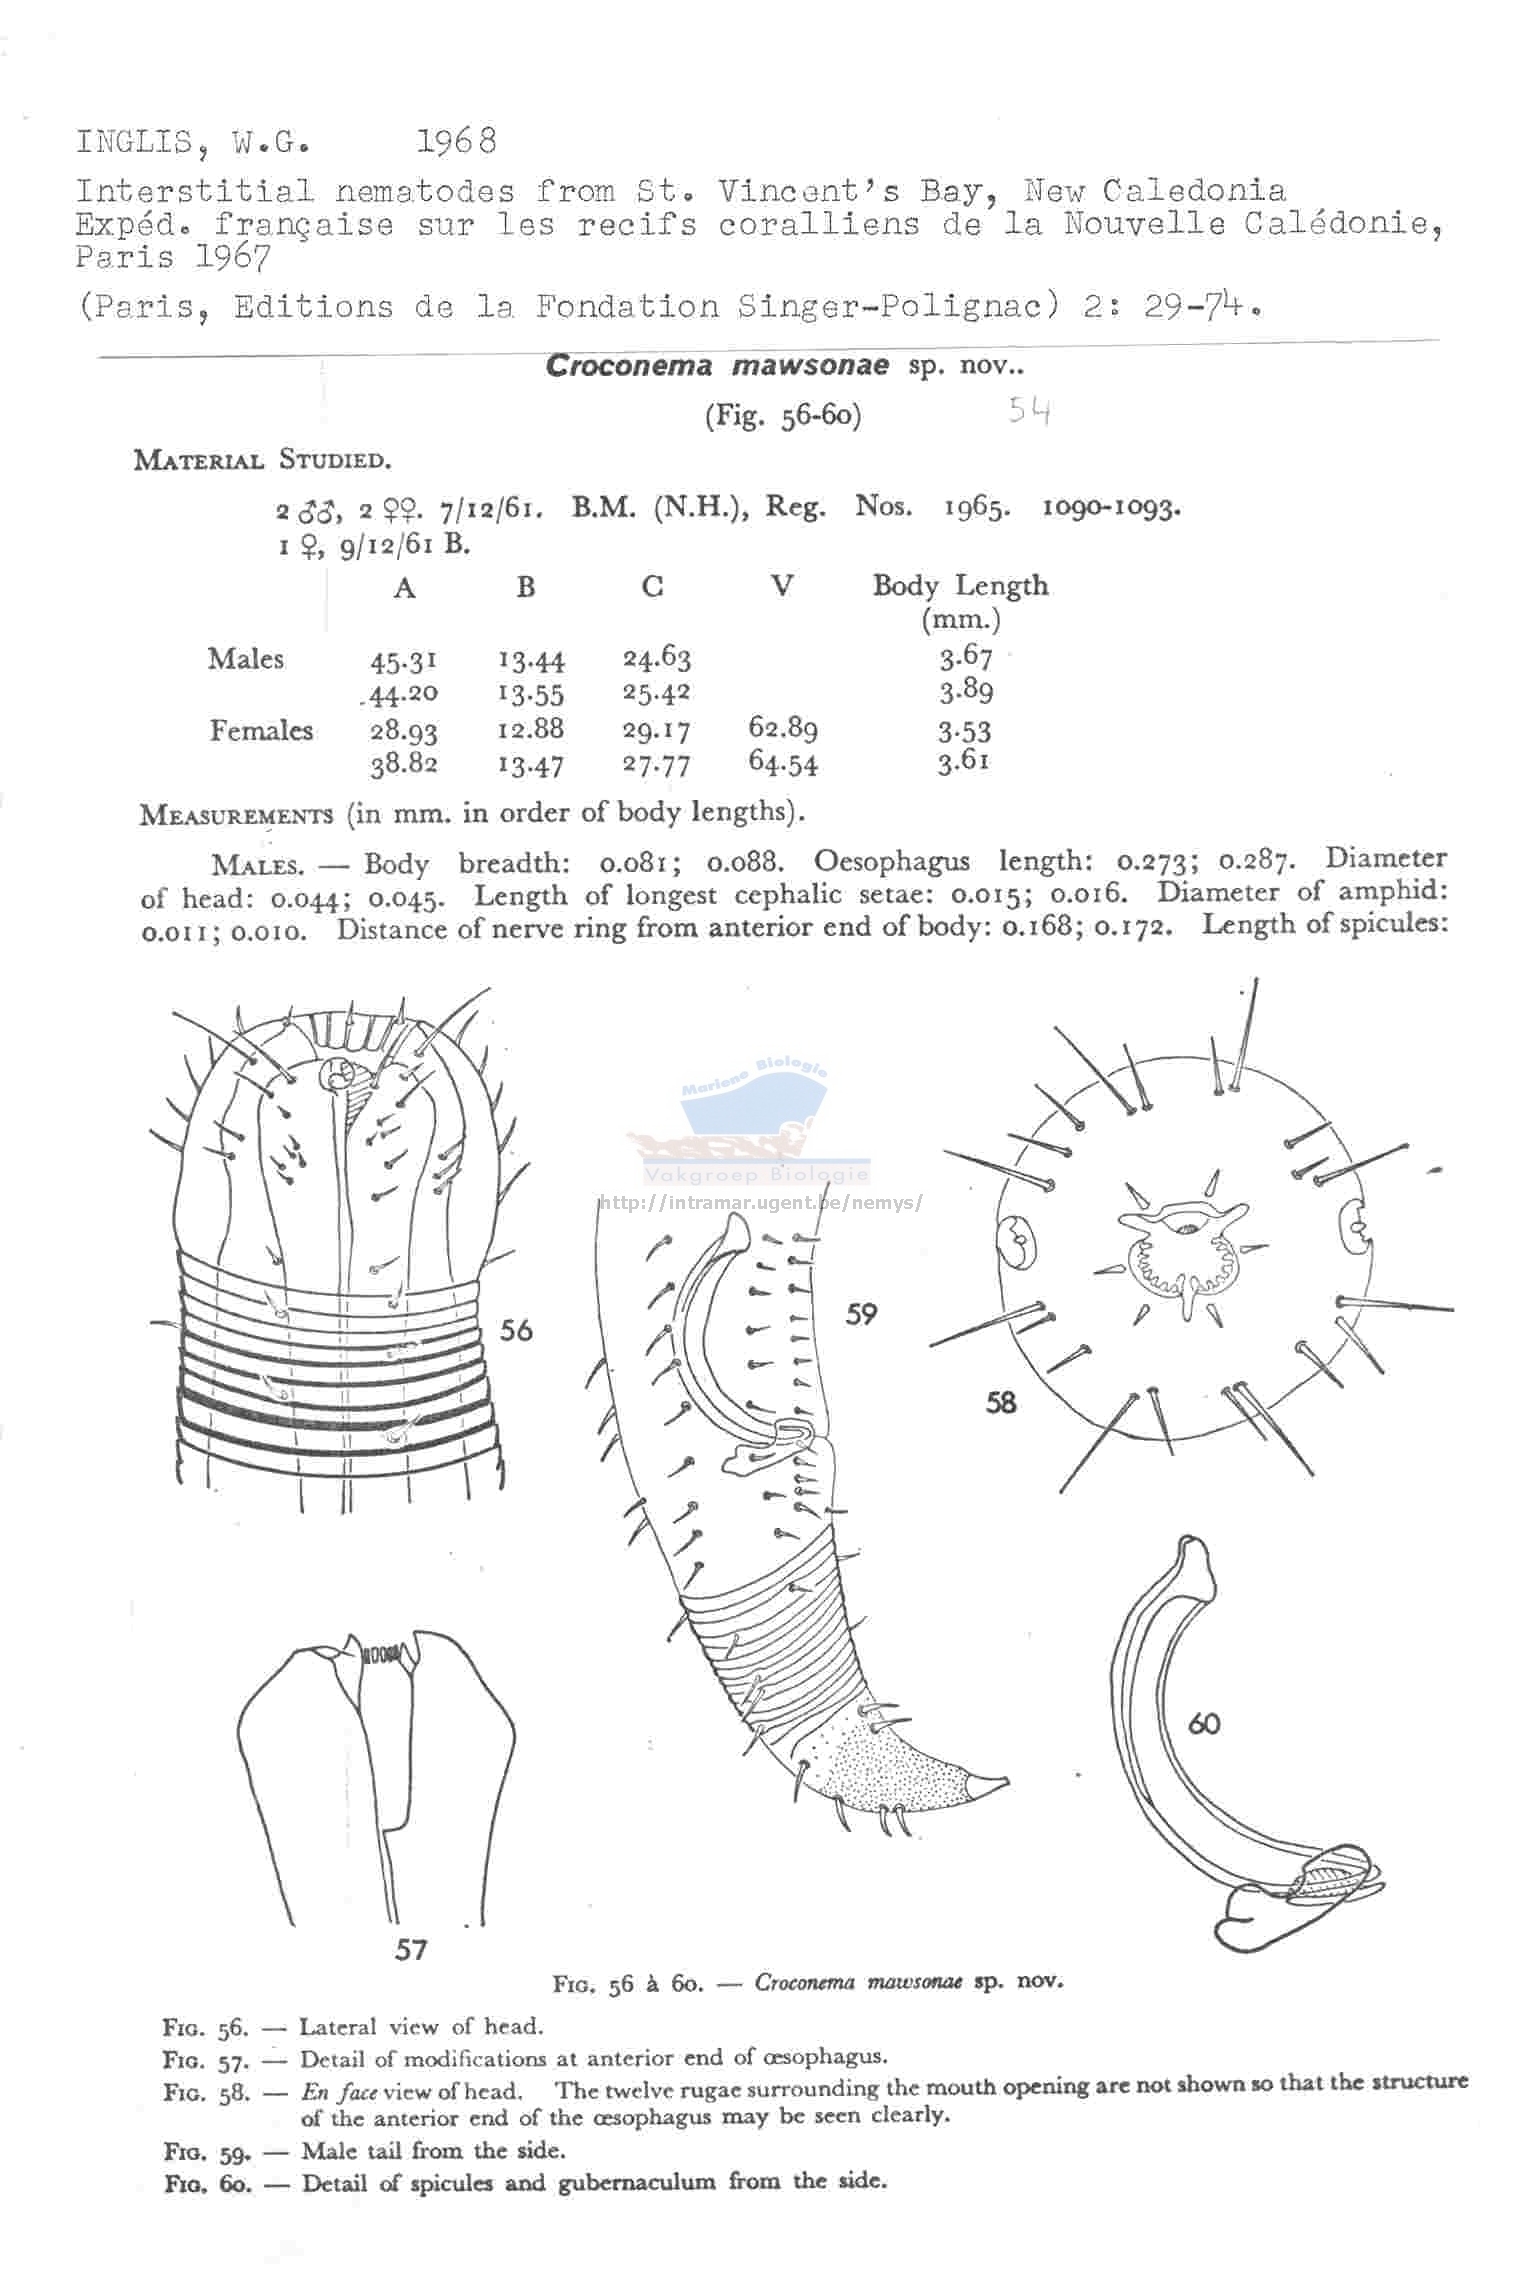 INGLIS, W.G. 1968
Interstitial nematodes from St. Vincent's Bay, New Caledonia
Expéd. française sur les recifs coralliens de la Nouvelle Calédonie,
Paris 1967
(Paris, Editions de la Fondation Singer-Polignac) 2: 29-74.
Croconema mawsonae sp. nov..
(Fig. 56-60) 54
MATERIAL STUDIED.
2 ♂♂, 2 ♀♀. 7/12/61. B.M. (N.H.), Reg. Nos. 1965. 1090-1093.
1 ♀, 9/12/61 B.
A B C V Body Length
(mm.)
Males 45.31 13.44 24.63 3.67
44.20 13.55 25.42 3.89
Females 28.93 12.88 29.17 62.89 3.53
38.82 13.47 27.77 64.54 3.61
MEASUREMENTS (in mm. in order of body lengths).
MALES. — Body breadth: 0.081; 0.088. Oesophagus length: 0.273; 0.287. Diameter
of head: 0.044; 0.045. Length of longest cephalic setae: 0.015; 0.016. Diameter of amphid:
0.011; 0.010. Distance of nerve ring from anterior end of body: 0.168; 0.172. Length of spicules:
Mariene Biologie
Vakgroep Biologie
http://intramar.ugent.be/nemys/
56
59
58
60
57
FIG. 56 à 60. — Croconema mawsonae sp. nov.
FIG. 56. — Lateral view of head.
FIG. 57. — Detail of modifications at anterior end of œsophagus.
FIG. 58. — En face view of head. The twelve rugae surrounding the mouth opening are not shown so that the structure
of the anterior end of the œsophagus may be seen clearly.
FIG. 59. — Male tail from the side.
FIG. 60. — Detail of spicules and gubernaculum from the side.